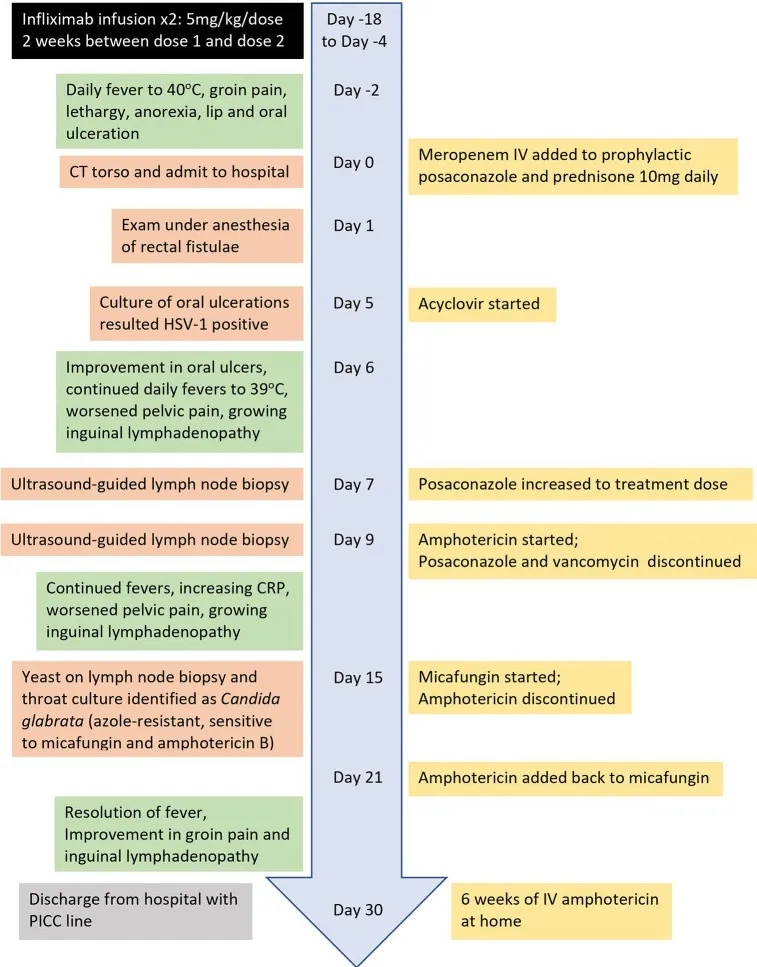 Infliximab infusion x2: 5mg/kg/dose
2 weeks between dose 1 and dose 2
Day -18
to Day -4
Daily fever to 40°C, groin pain,
lethargy, anorexia, lip and oral
ulceration
Day -2
CT torso and admit to hospital
Day 0
Meropenem IV added to prophylactic
posaconazole and prednisone 10mg daily
Exam under anesthesia
of rectal fistulae
Day 1
Culture of oral ulcerations
resulted HSV-1 positive
Day 5
Acyclovir started
Improvement in oral ulcers,
continued daily fevers to 39°C,
worsened pelvic pain, growing
inguinal lymphadenopathy
Day 6
Ultrasound-guided lymph node biopsy
Day 7
Posaconazole increased to treatment dose
Ultrasound-guided lymph node biopsy
Day 9
Amphotericin started;
Posaconazole and vancomycin discontinued
Continued fevers, increasing CRP,
worsened pelvic pain, growing
inguinal lymphadenopathy
Yeast on lymph node biopsy and
throat culture identified as Candida
glabrata (azole-resistant, sensitive
to micafungin and amphotericin B)
Day 15
Micafungin started;
Amphotericin discontinued
Day 21
Amphotericin added back to micafungin
Resolution of fever,
Improvement in groin pain and
inguinal lymphadenopathy
Discharge from hospital with
PICC line
Day 30
6 weeks of IV amphotericin
at home